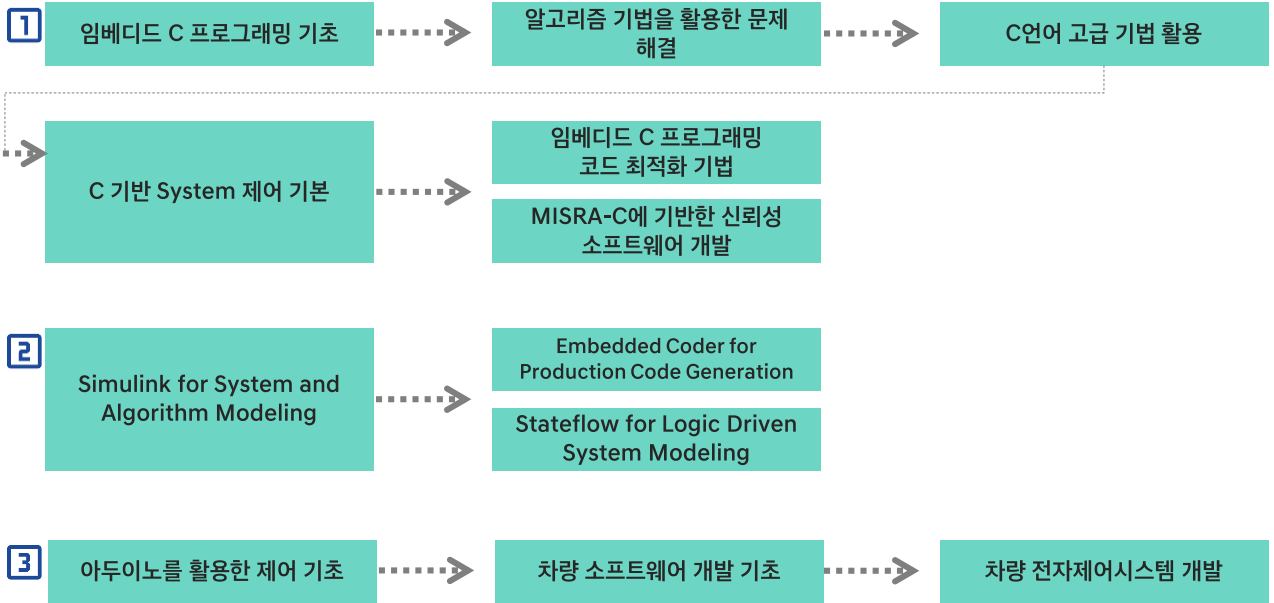 1
임베디드 C 프로그래밍 기초
알고리즘 기법을 활용한 문제
해결
C언어 고급 기법 활용
C 기반 System 제어 기본
임베디드 C 프로그래밍
코드 최적화 기법
MISRA-C에 기반한 신뢰성
소프트웨어 개발
2
Simulink for System and
Algorithm Modeling
Embedded Coder for
Production Code Generation
Stateflow for Logic Driven
System Modeling
3
아두이노를 활용한 제어 기초
차량 소프트웨어 개발 기초
차량 전자제어시스템 개발